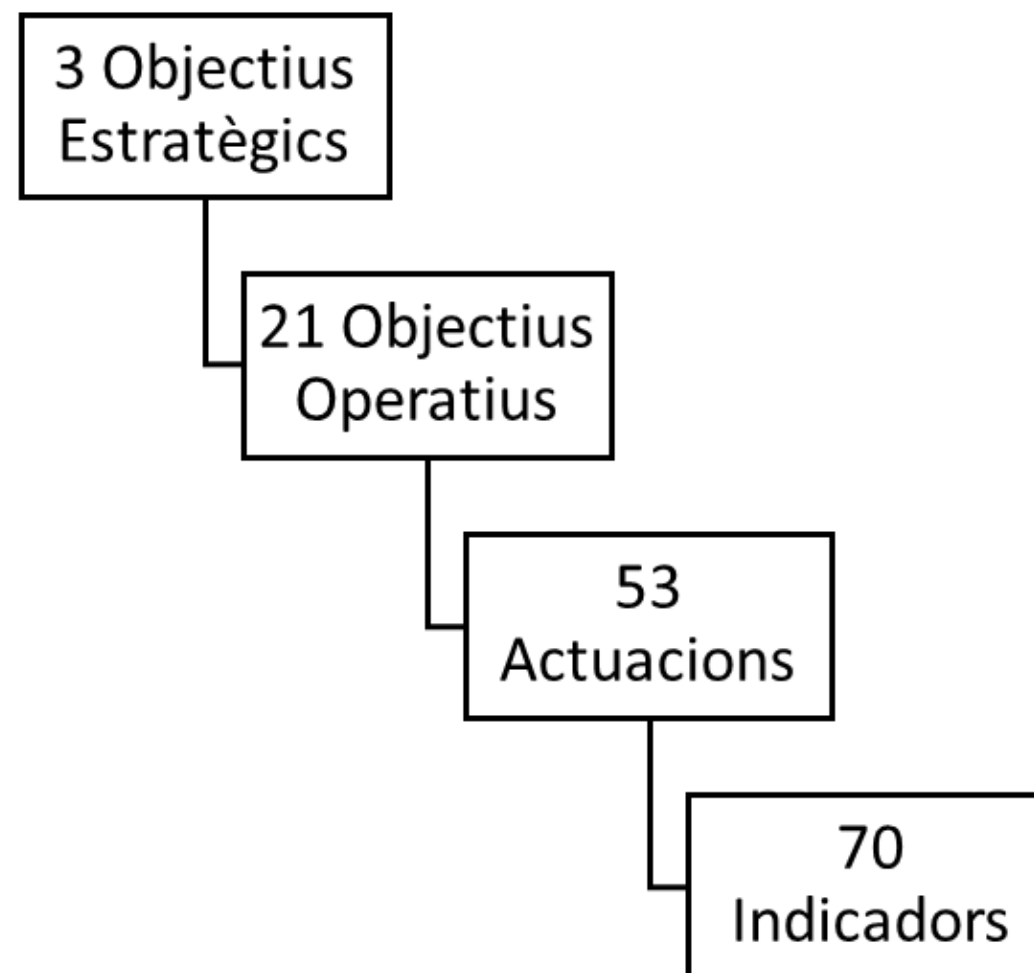 3 Objectius
Estratègics
21 Objectius
Operatius
53
Actuacions
70
Indicadors